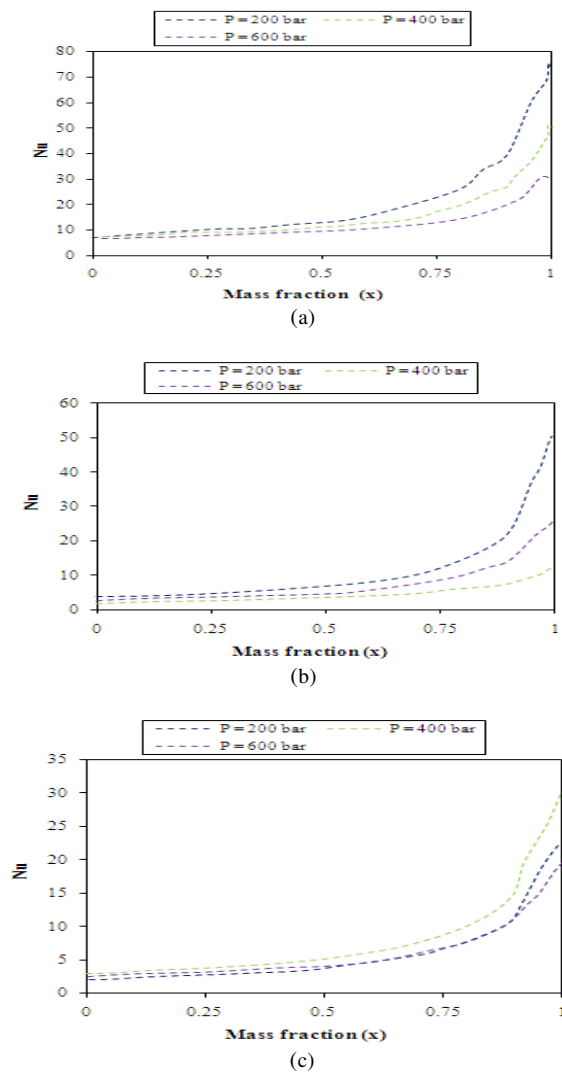 P = 200 bar P = 400 bar
P = 600 bar
80
70
60
50
40
30
20
10
0
Nu
0 0.25 0.5 0.75 1
Mass fraction (x)
(a)
P = 200 bar P = 400 bar
P = 600 bar
60
50
40
30
20
10
0
Nu
0 0.25 0.5 0.75 1
Mass fraction (x)
(b)
P = 200 bar P = 400 bar
P = 600 bar
35
30
25
20
15
10
5
0
Nu
0 0.25 0.5 0.75 1
Mass fraction (x)
(c)